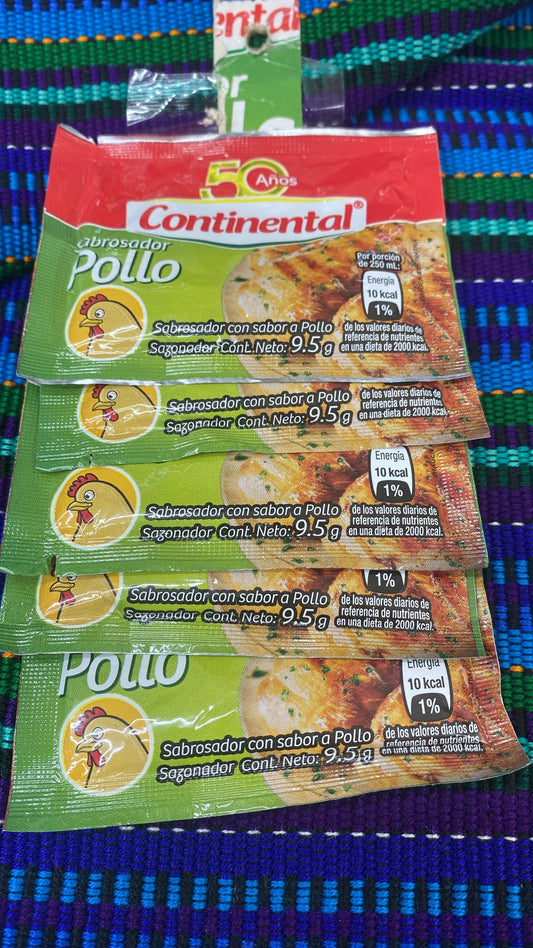 ental
or
50 Años
Continental®
abrosador
Pollo
Por porción
de 250 mL:
Energía
10 kcal
1%
Sabrosador con sabor a Pollo
Sazonador Cont. Neto: 9.5 g
de los valores diarios de
referencia de nutrientes
en una dieta de 2000 kcal.
Sabrosador con sabor a Pollo
Sazonador Cont. Neto: 9.5 g
de los valores diarios de
referencia de nutrientes
en una dieta de 2000 kcal.
Energía
10 kcal
1%
Sabrosador con sabor a Pollo
Sazonador Cont. Neto: 9.5 g
de los valores diarios de
referencia de nutrientes
en una dieta de 2000 kcal.
1%
Sabrosador con sabor a Pollo
Sazonador Cont. Neto: 9.5 g
de los valores diarios de
referencia de nutrientes
en una dieta de 2000 kcal.
Pollo
Energía
10 kcal
1%
Sabrosador con sabor a Pollo
Sazonador Cont. Neto: 9.5 g
de los valores diarios de
referencia de nutrientes
en una dieta de 2000 kcal.